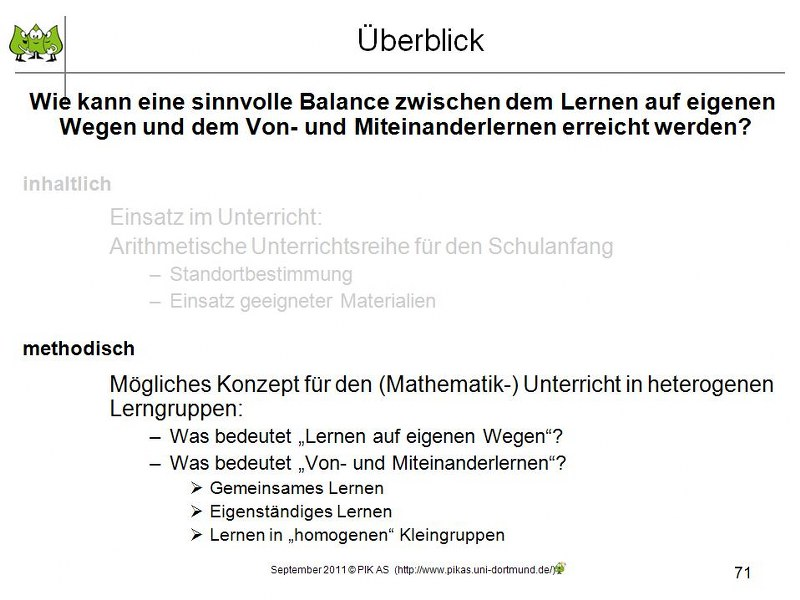 Überblick
Wie kann eine sinnvolle Balance zwischen dem Lernen auf eigenen
Wegen und dem Von- und Miteinanderlernen erreicht werden?
inhaltlich
Einsatz im Unterricht:
Arithmetische Unterrichtsreihe für den Schulanfang
– Standortbestimmung
– Einsatz geeigneter Materialien
methodisch
Mögliches Konzept für den (Mathematik-) Unterricht in heterogenen
Lerngruppen:
– Was bedeutet „Lernen auf eigenen Wegen“?
– Was bedeutet „Von- und Miteinanderlernen“?
➢ Gemeinsames Lernen
➢ Eigenständiges Lernen
➢ Lernen in „homogenen“ Kleingruppen
September 2011 © PIK AS (http://www.pikas.uni-dortmund.de/)
71